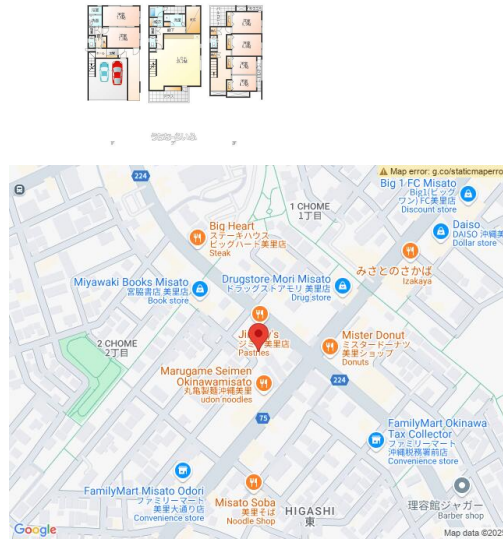 224
Map error: g.co/staticmaperro
Big 1 FC Misato
Big1(ビッグ
ワン) FC美里店
Discount store
1 CHOME
1丁目
Daiso
DAISO 沖縄美
Dollar store
Big Heart
ステーキハウス
ビッグハート美里店
Steak
みさとのさかば
Izakaya
Miyawaki Books Misato
宮脇書店 美里店
Book store
Drugstore Mori Misato
ドラッグストアモリ 美里店
Drug store
2 CHOME
2丁目
Pastries
Mister Donut
ミスタードーナツ
美里ショップ
Donuts
Marugame Seimen
Okinawamisato
丸亀製麺沖縄美里
udon noodles
224
75
FamilyMart Okinawa
Tax Collector
ファミリーマート
沖縄税務署前店
Convenience store
FamilyMart Misato Odori
ファミリーマート
美里大通り店
Convenience store
Misato Soba
美里そば
Noodle Shop
HIGASHI
東
理容館ジャガー
Barber shop
Google
Map data ©2025